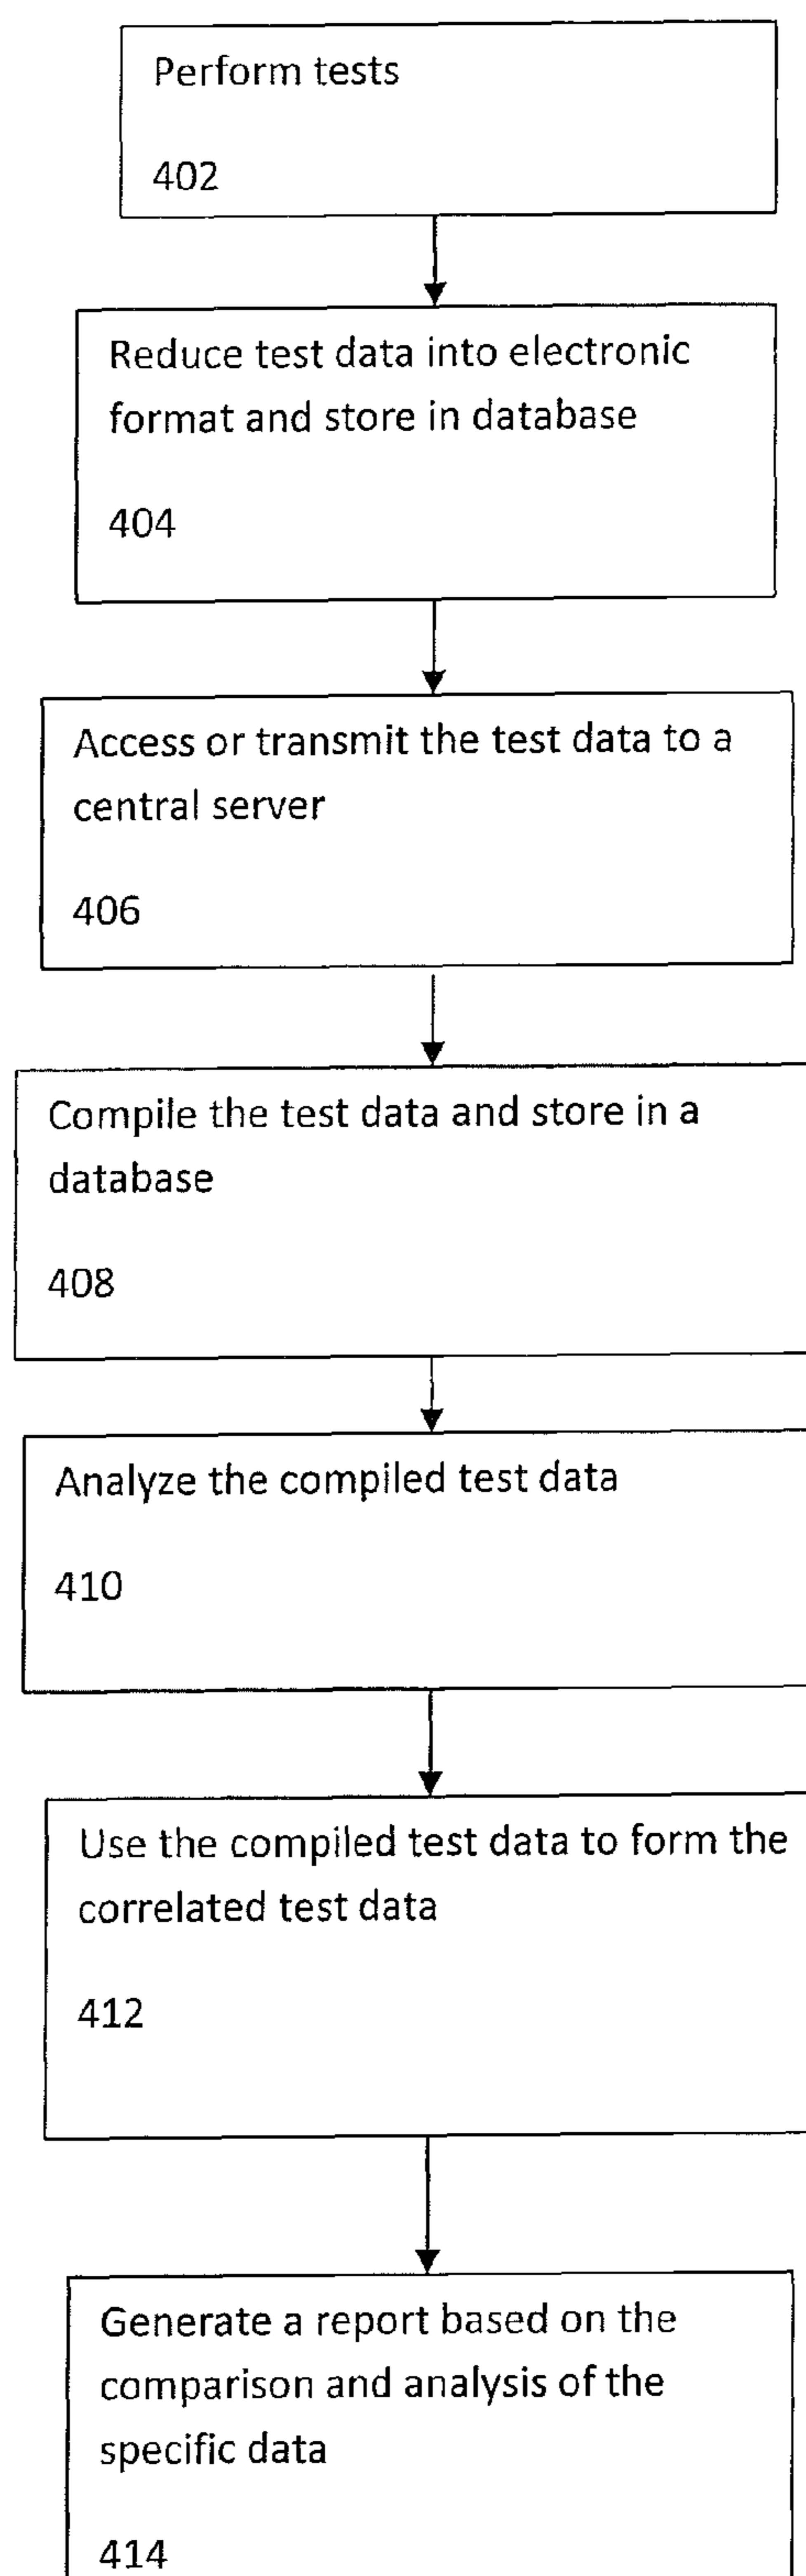 Perform tests
402
Reduce test data into electronic
format and store in database
404
Access or transmit the test data to a
central server
406
Compile the test data and store in a
database
408
Analyze the compiled test data
410
Use the compiled test data to form the
correlated test data
412
Generate a report based on the
comparison and analysis of the
specific data
414